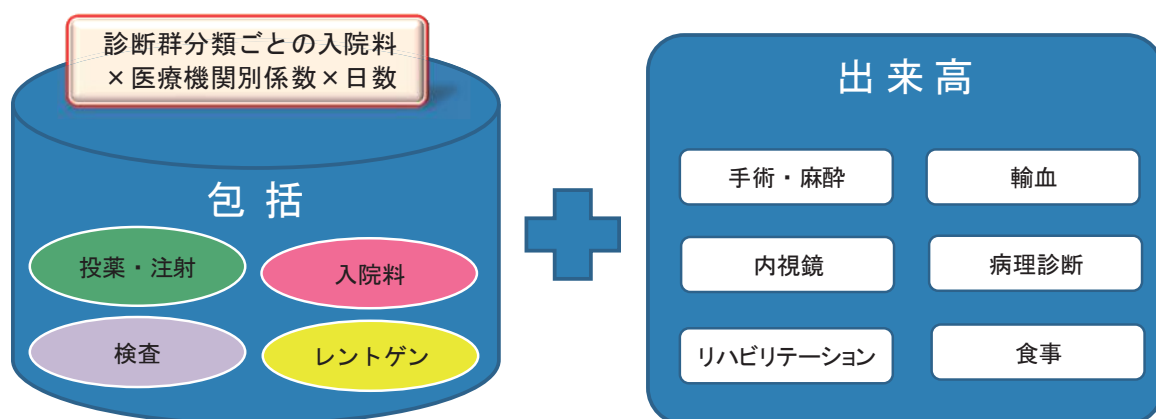 診断群分類ごとの入院料
×医療機関別係数×日数
包括
投薬・注射
入院料
検査
レントゲン
出来高
手術・麻酔
輸血
内視鏡
病理診断
リハビリテーション
食事